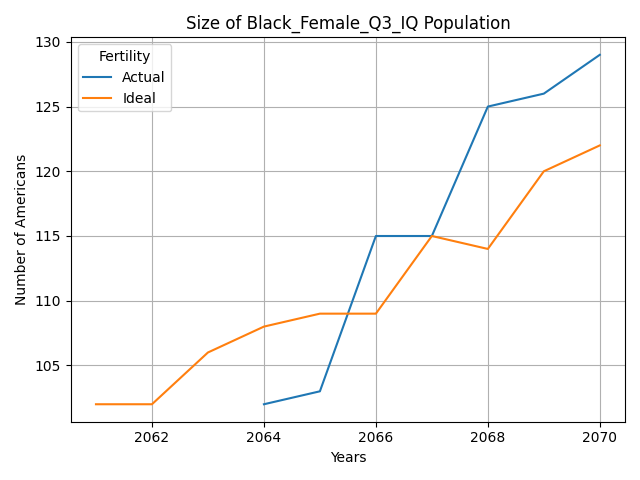 Size of Black_Female_Q3_IQ Population
Fertility
Actual
Ideal
130
125
120
115
110
105
Number of Americans
2062 2064 2066 2068 2070
Years